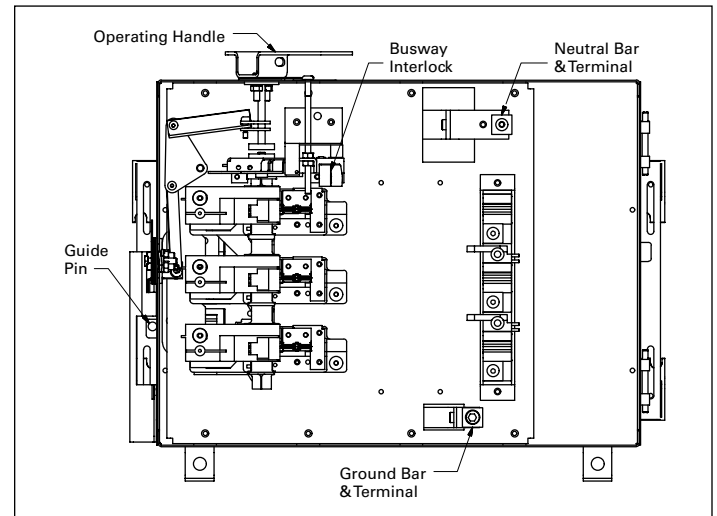 Operating Handle
Busway
Interlock
Neutral Bar
& Terminal
Guide
Pin
Ground Bar
& Terminal